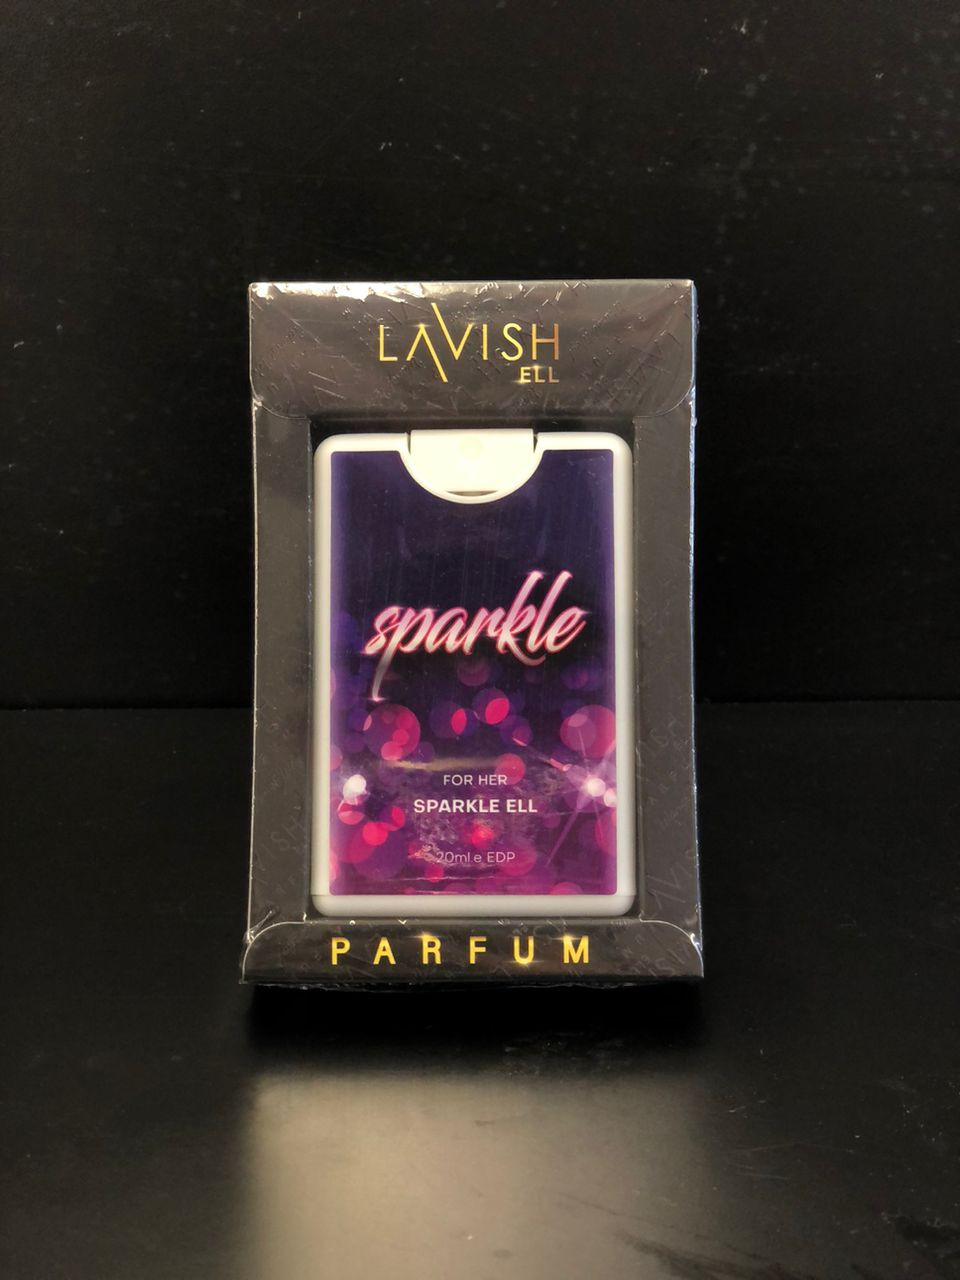 LAVISH
ELL
sparkle
FOR HER
SPARKLE ELL
20ml e EDP
PARFUM